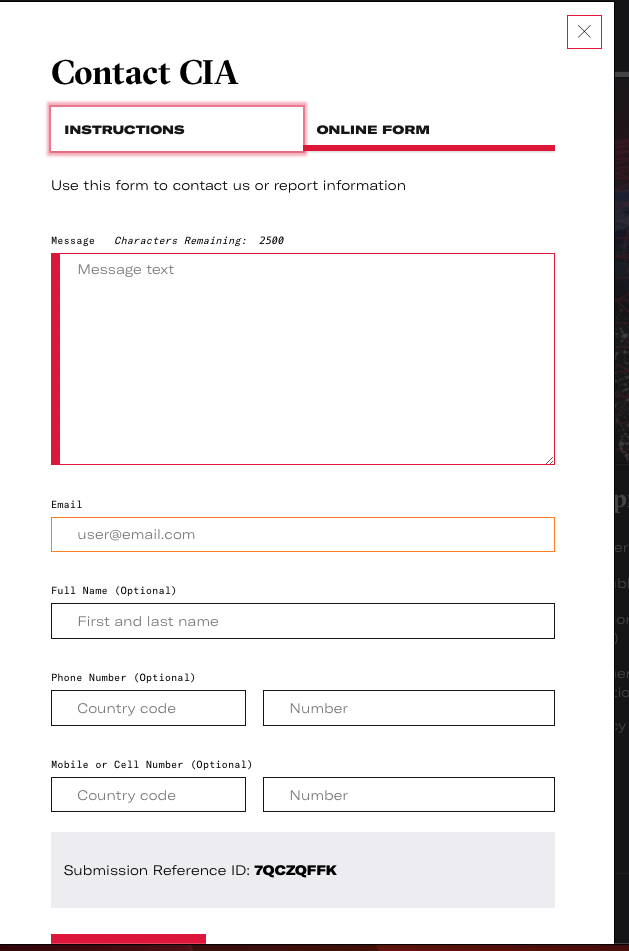 Contact CIA
INSTRUCTIONS
ONLINE FORM
Use this form to contact us or report information
Message Characters Remaining: 2500
Message text
Email
user@email.com
Full Name (Optional)
First and last name
Phone Number (Optional)
Country code
Number
Mobile or Cell Number (Optional)
Country code
Number
Submission Reference ID: 7QCZQFFK